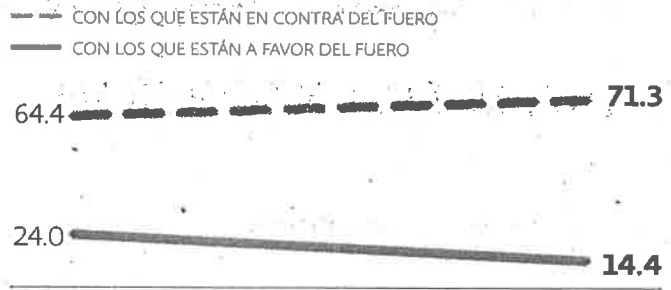 CON LOS QUE ESTÁN EN CONTRA DEL FUERO
CON LOS QUE ESTÁN A FAVOR DEL FUERO
64.4 71.3
24.0 14.4